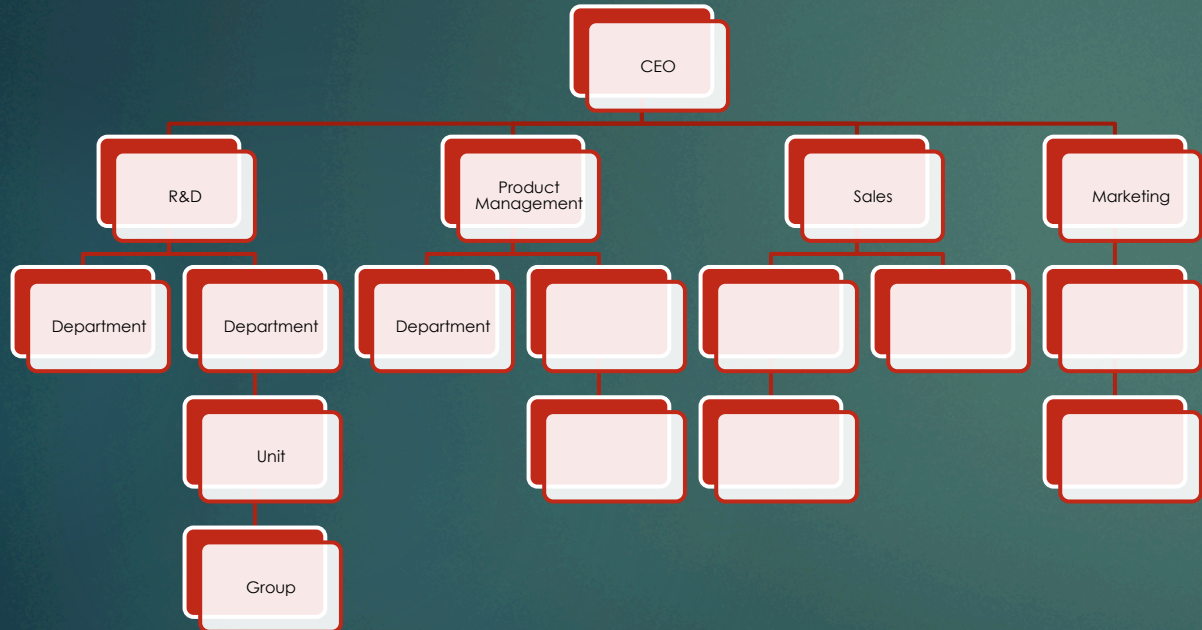 CEO
R&D
Product
Management
Sales
Marketing
Department
Department
Department
Unit
Group